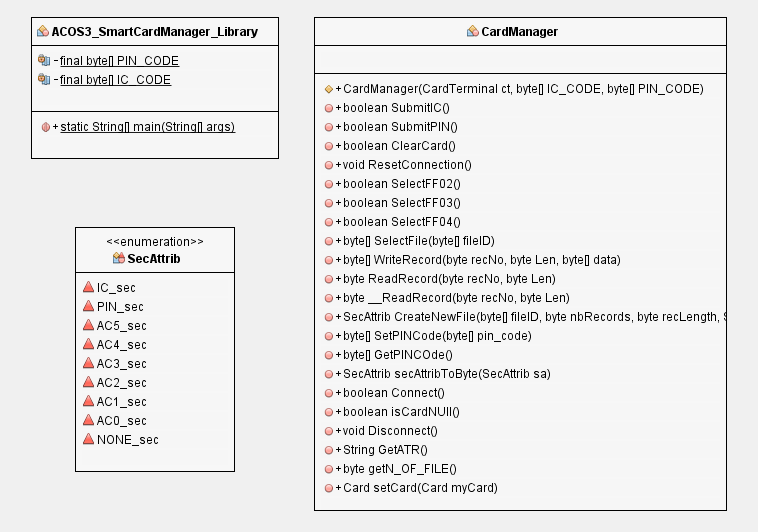 ACOS3_SmartCardManager_Library
- final byte[] PIN_CODE
- final byte[] IC_CODE
+ static String[] main(String[] args)
<<enumeration>>
SecAttrib
IC_sec
PIN_sec
AC5_sec
AC4_sec
AC3_sec
AC2_sec
AC1_sec
AC0_sec
NONE_sec
CardManager
+ CardManager(CardTerminal ct, byte[] IC_CODE, byte[] PIN_CODE)
+ boolean SubmitIC()
+ boolean SubmitPIN()
+ boolean ClearCard()
+ void ResetConnection()
+ boolean SelectFF02()
+ boolean SelectFF03()
+ boolean SelectFF04()
+ byte[] SelectFile(byte[] fileID)
+ byte[] WriteRecord(byte recNo, byte Len, byte[] data)
+ byte ReadRecord(byte recNo, byte Len)
+ byte __ReadRecord(byte recNo, byte Len)
+ SecAttrib CreateNewFile(byte[] fileID, byte nbRecords, byte recLength,
+ byte[] SetPINCode(byte[] pin_code)
+ byte[] GetPINCOde()
+ SecAttrib secAttribToByte(SecAttrib sa)
+ boolean Connect()
+ boolean isCardNUll()
+ void Disconnect()
+ String GetATR()
+ byte getN_OF_FILE()
+ Card setCard(Card myCard)